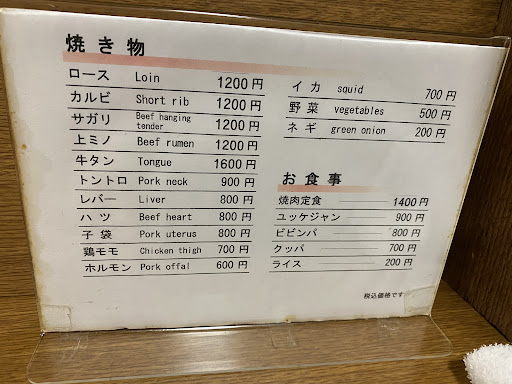 焼き物
ロース Loin 1200円
カルビ Short rib 1200円
サガリ Beef hanging tender 1200円
上ミノ Beef rumen 1200円
牛タン Tongue 1600円
トントロ Pork neck 900円
レバー Liver 800円
ハツ Beef heart 800円
子袋 Pork uterus 800円
鶏モモ Chicken thigh 700円
ホルモン Pork offal 600円
イカ squid 700円
野菜 vegetables 500円
ネギ green onion 200円
お食事
焼肉定食 1400円
ユッケジャン 900円
ビビンパ 800円
クッパ 700円
ライス 200円
税込価格です